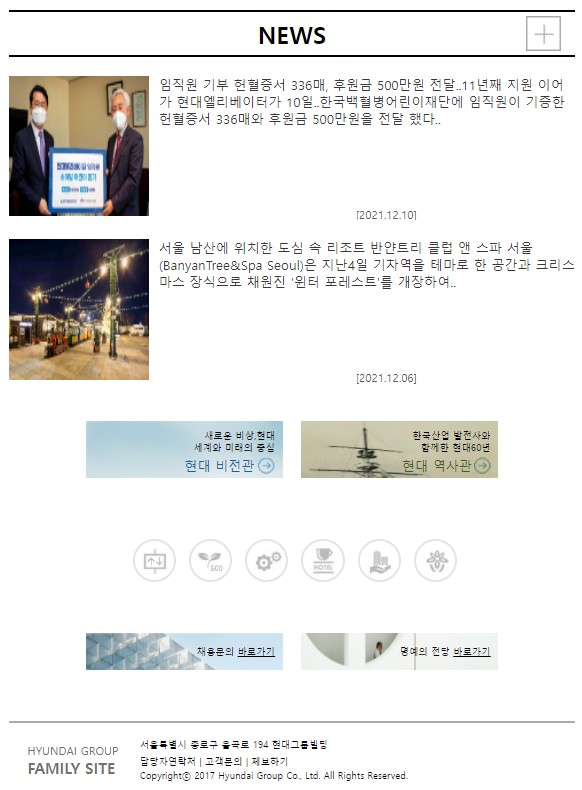 NEWS
임직원 기부 헌혈증서 336매, 후원금 500만원 전달..11년째 지원 이어
가 현대엘리베이터가 10일..한국백혈병어린이재단에 임직원이 기증한
헌혈증서 336매와 후원금 500만원을 전달 했다..
[2021.12.10]
서울 남산에 위치한 도심 속 리조트 반얀트리 클럽 앤 스파 서울
(BanyanTree&Spa Seoul)은 지난4일 기차역을 테마로 한 공간과 크리스
마스 장식으로 채워진 '윈터 포레스트'를 개장하여..
[2021.12.06]
새로운 비상,현대
세계와 미래의 중심
현대 비전관
한국산업 발전사와
함께한 현대60년
현대 역사관
ECO
HOTEL
채용문의 바로가기
명예의 전당 바로가기
HYUNDAI GROUP
FAMILY SITE
서울특별시 종로구 율곡로 194 현대그룹빌딩
담당자연락처 | 고객문의 | 제보하기
Copyrightⓒ 2017 Hyundai Group Co., Ltd. All Rights Reserved.